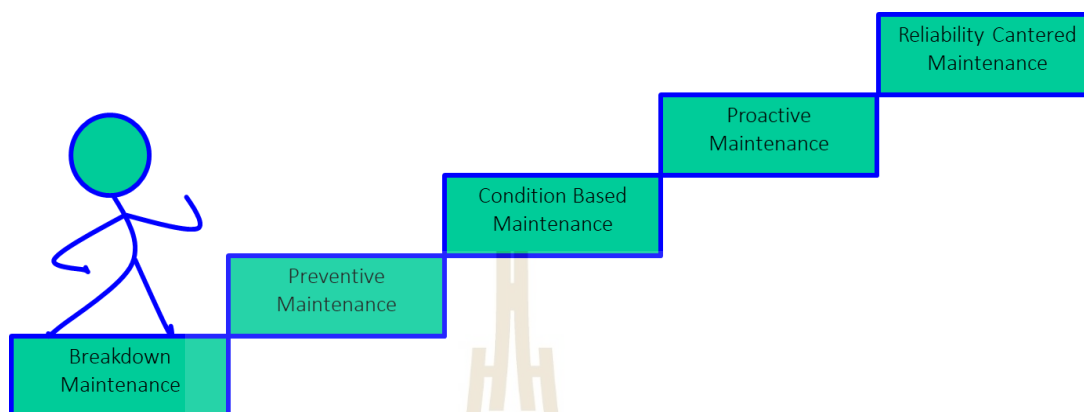 Reliability Cantered
Maintenance
Proactive
Maintenance
Condition Based
Maintenance
Preventive
Maintenance
Breakdown
Maintenance